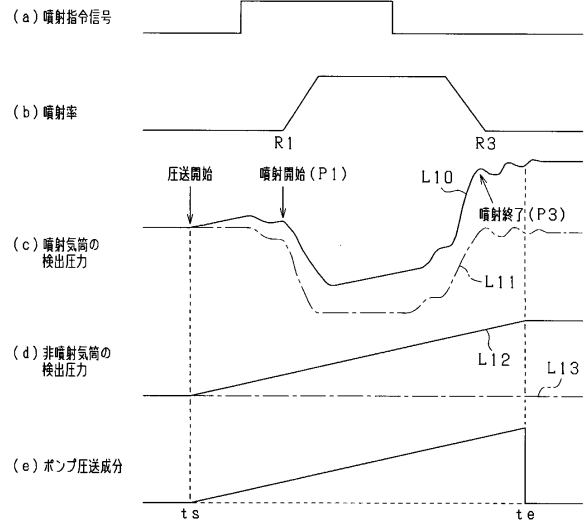 (a)噴射指令信号
(b)噴射率
R1
R3
圧送開始
噴射開始(P1)
L10
噴射終了(P3)
(c)噴射気筒の
検出圧力
L11
(d)非噴射気筒の
検出圧力
L12
L13
(e)ポンプ圧送成分
ts
te